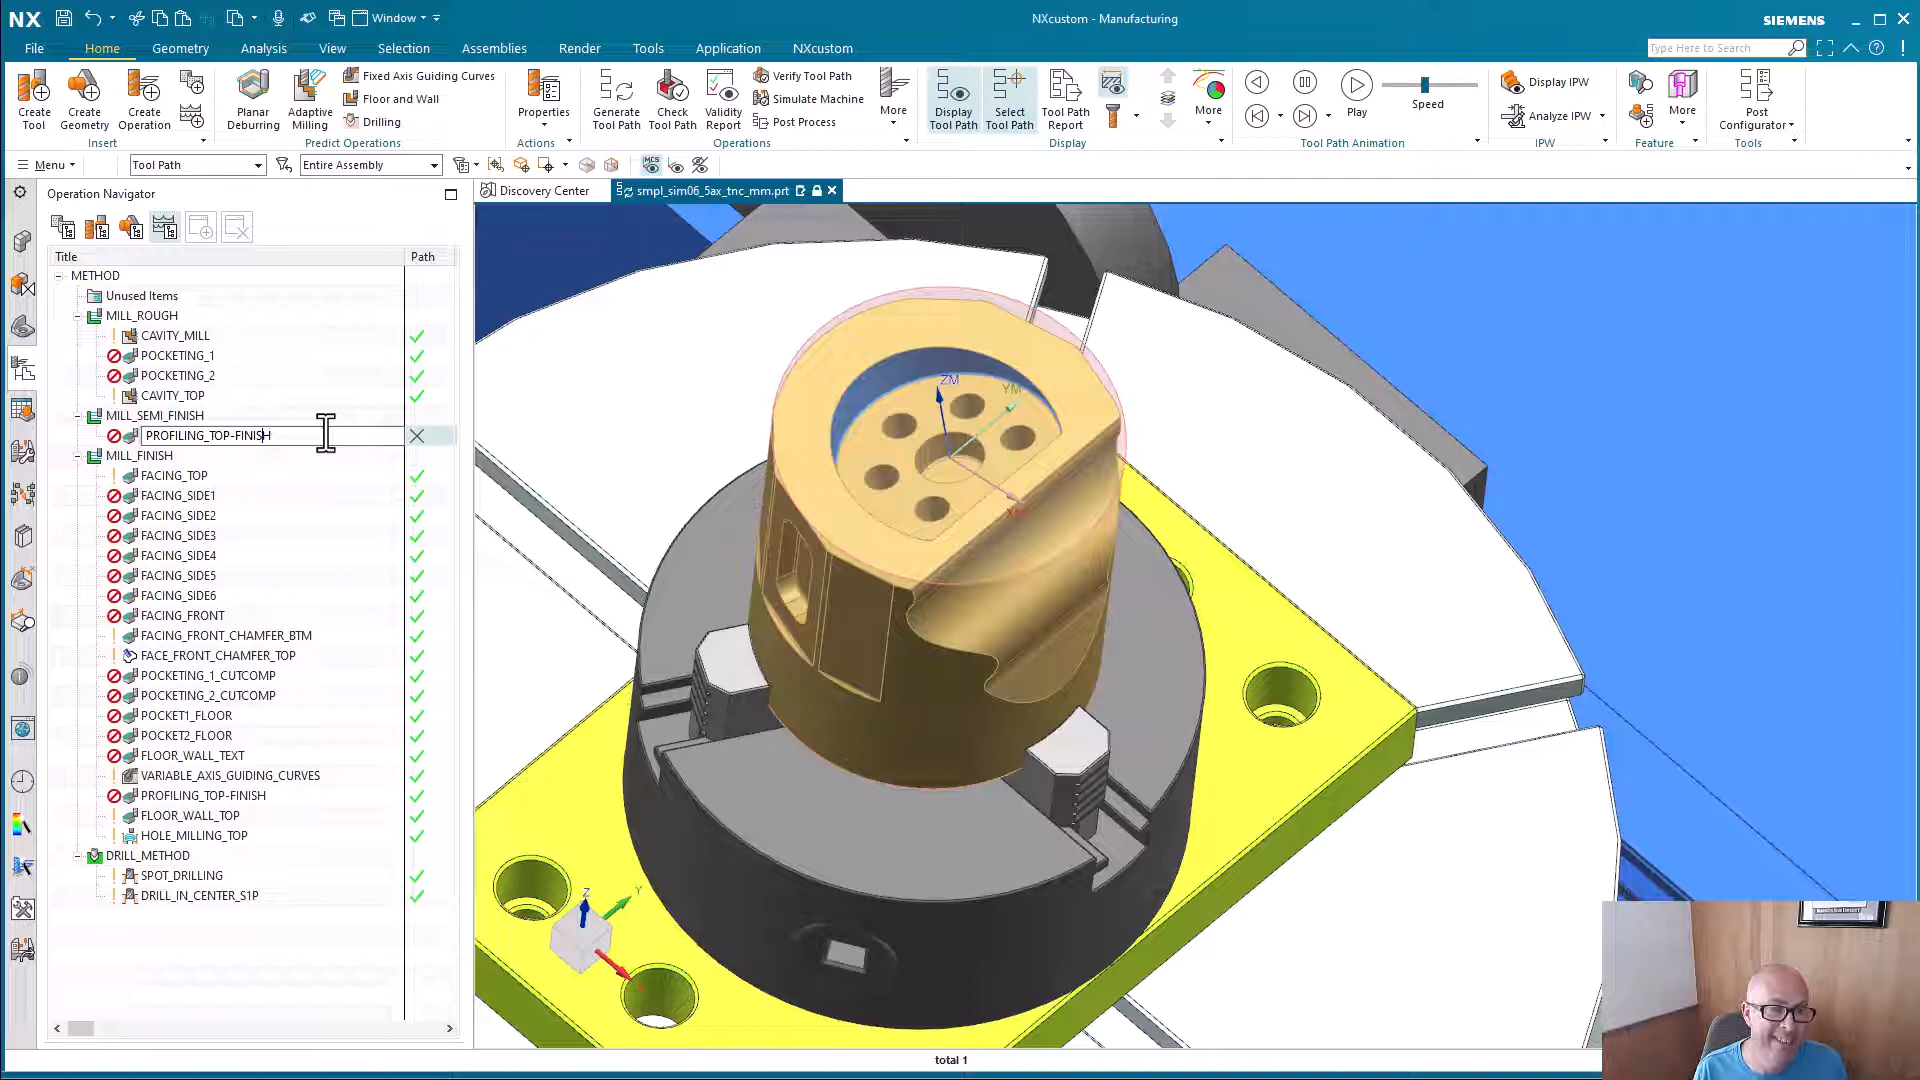 NX
Window
NXcustom - Manufacturing
SIEMENS
File
Home
Geometry
Analysis
View
Selection
Assemblies
Render
Tools
Application
NXcustom
Type Here to Search
Create Tool
Create Geometry
Create Operation
Insert
Planar Deburring
Adaptive Milling
Fixed Axis Guiding Curves
Floor and Wall
Drilling
Predict Operations
Properties
Actions
Generate Tool Path
Check Tool Path
Validity Report
Verify Tool Path
Simulate Machine
Post Process
More
Operations
Display Tool Path
Select Tool Path
Tool Path Report
More
Display
Play
Speed
Tool Path Animation
Display IPW
Analyze IPW
IPW
More
Feature
Post Configurator
Tools
Menu
Tool Path
Entire Assembly
MCS
Operation Navigator
Discovery Center
smpl_sim06_5ax_tnc_mm.prt
Title
Path
METHOD
Unused Items
MILL_ROUGH
CAVITY_MILL
POCKETING_1
POCKETING_2
CAVITY_TOP
MILL_SEMI_FINISH
PROFILING_TOP-FINISH
MILL_FINISH
FACING_TOP
FACING_SIDE1
FACING_SIDE2
FACING_SIDE3
FACING_SIDE4
FACING_SIDE5
FACING_SIDE6
FACING_FRONT
FACING_FRONT_CHAMFER_BTM
FACE_FRONT_CHAMFER_TOP
POCKETING_1_CUTCOMP
POCKETING_2_CUTCOMP
POCKET1_FLOOR
POCKET2_FLOOR
FLOOR_WALL_TEXT
VARIABLE_AXIS_GUIDING_CURVES
PROFILING_TOP-FINISH
FLOOR_WALL_TOP
HOLE_MILLING_TOP
DRILL_METHOD
SPOT_DRILLING
DRILL_IN_CENTER_S1P
ZM
YM
Z
Y
total 1